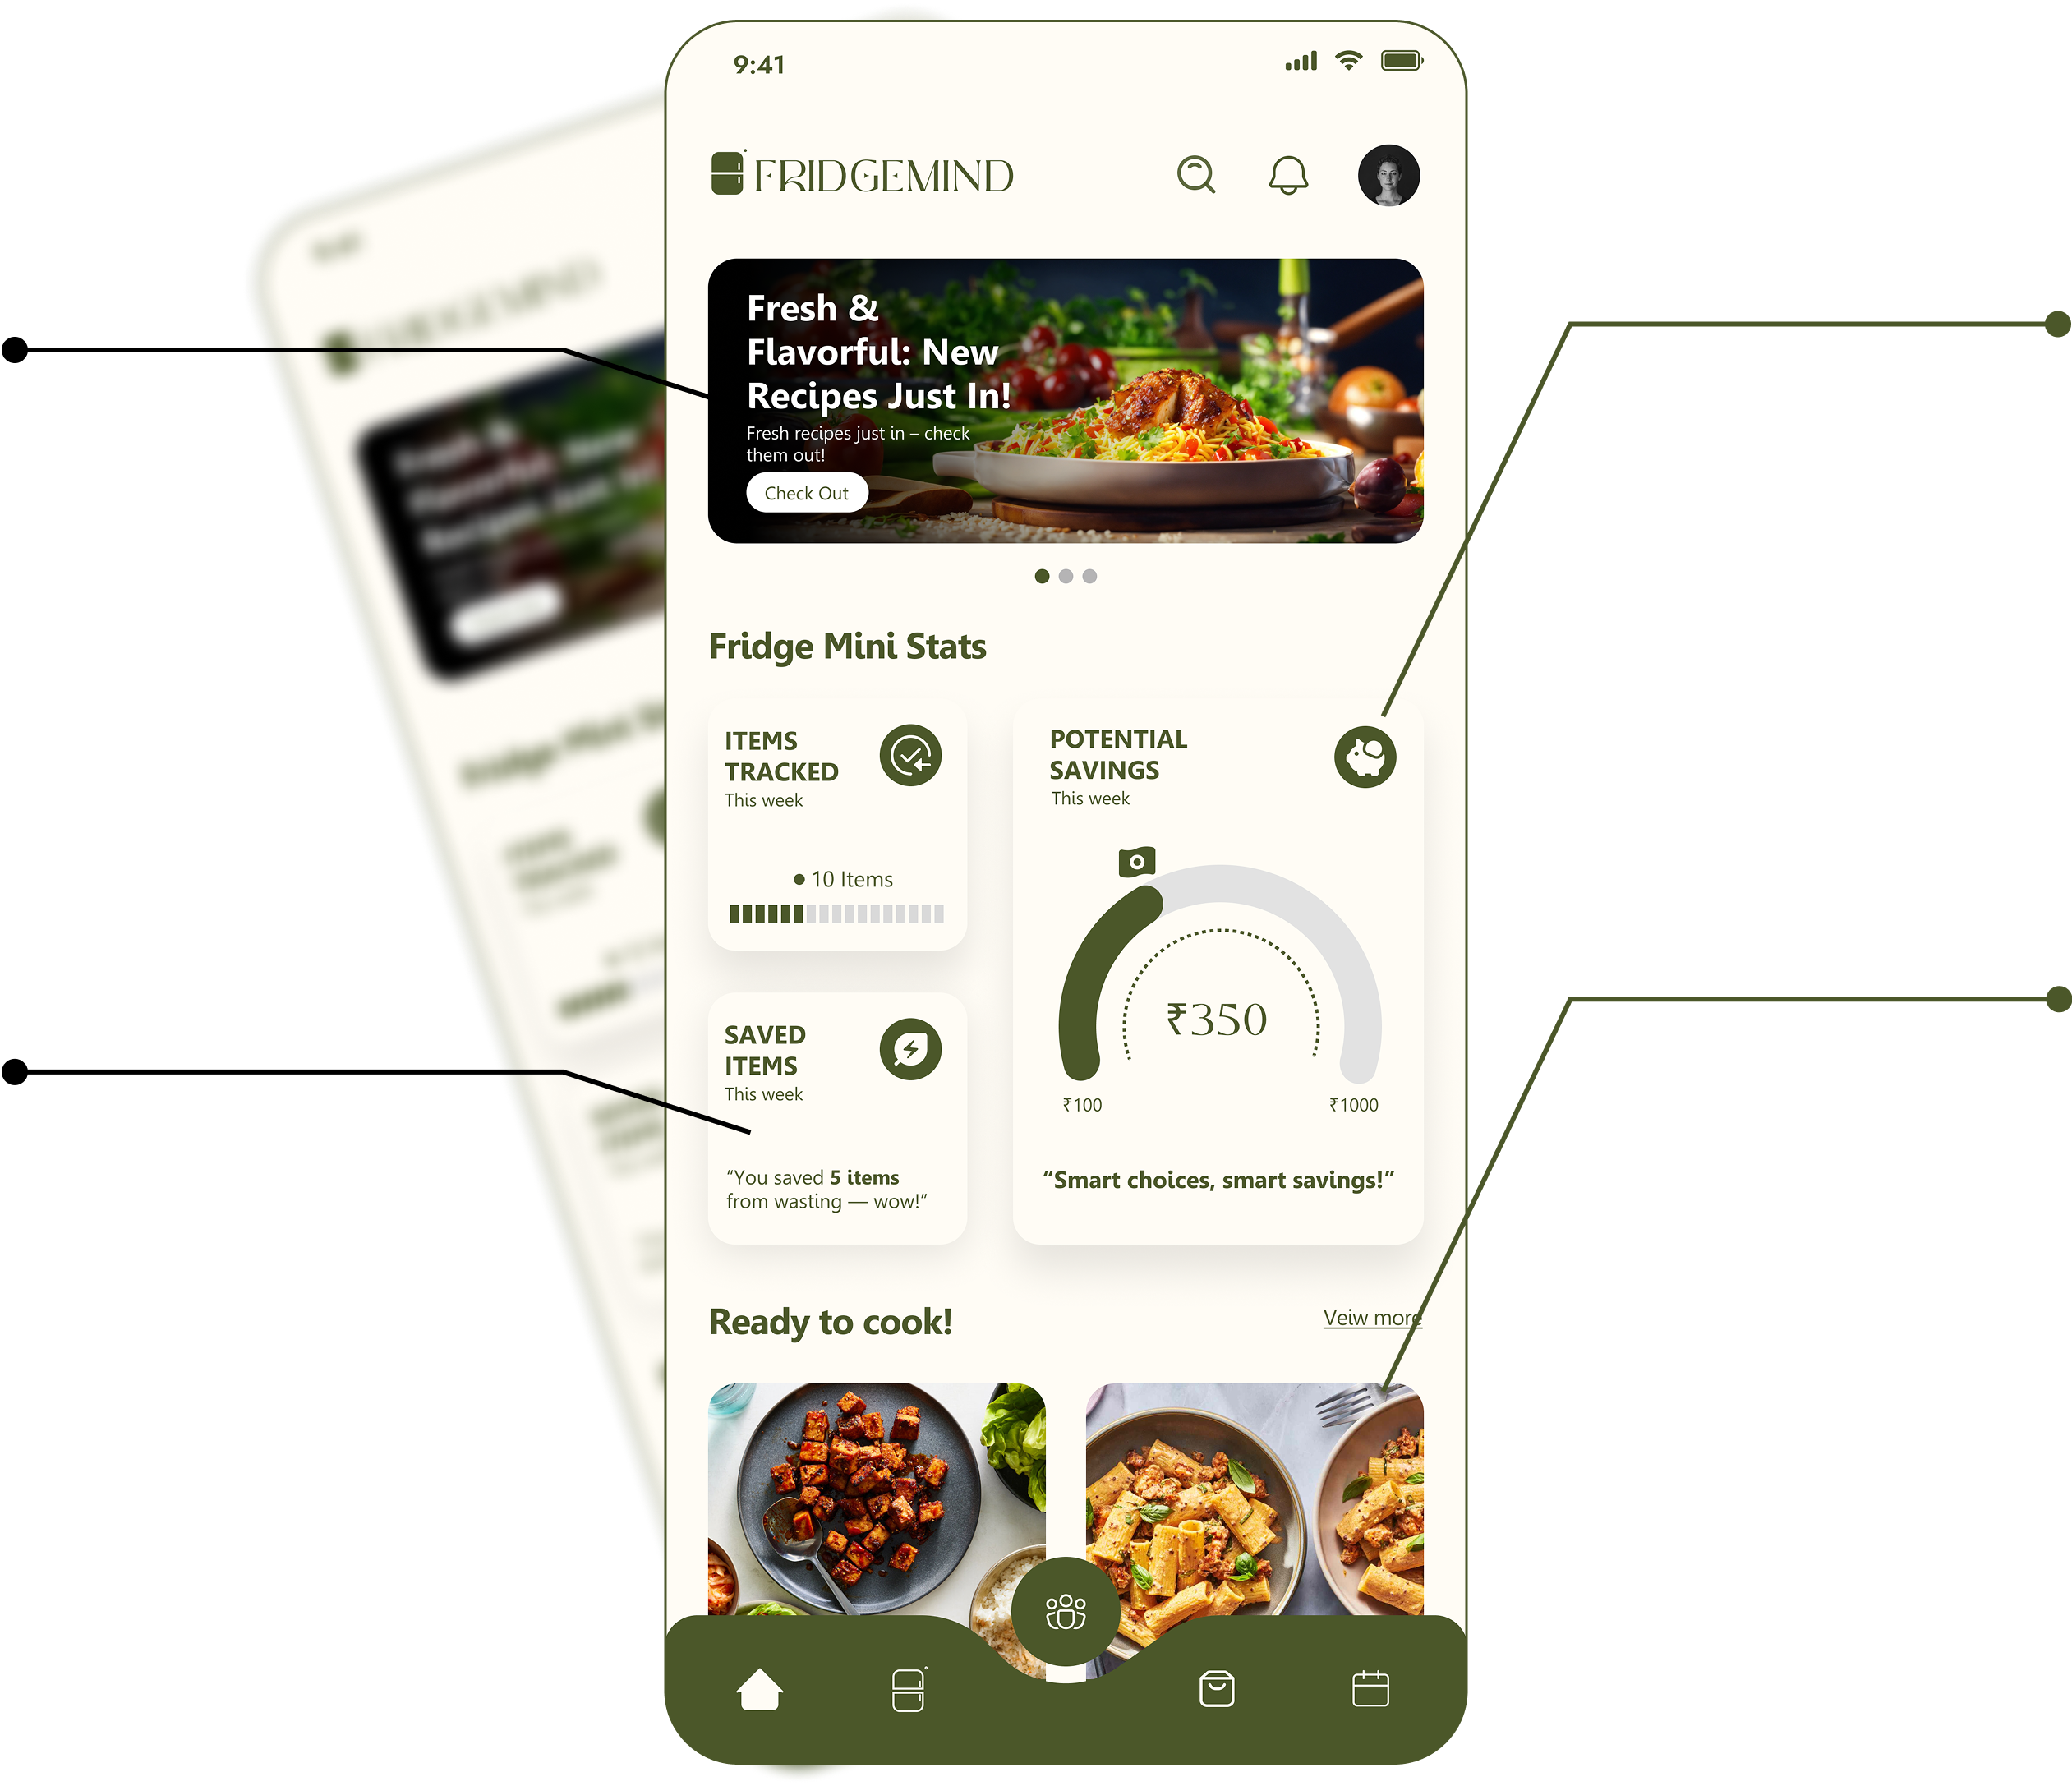 9:41
FRIDGEMIND
Fresh &
Flavorful: New
Recipes Just In!
Fresh recipes just in – check
them out!
Check Out
Fridge Mini Stats
ITEMS
TRACKED
This week
10 Items
POTENTIAL
SAVINGS
This week
₹350
₹100
₹1000
“Smart choices, smart savings!”
SAVED
ITEMS
This week
“You saved 5 items
from wasting — wow!”
Ready to cook!
Veiw more